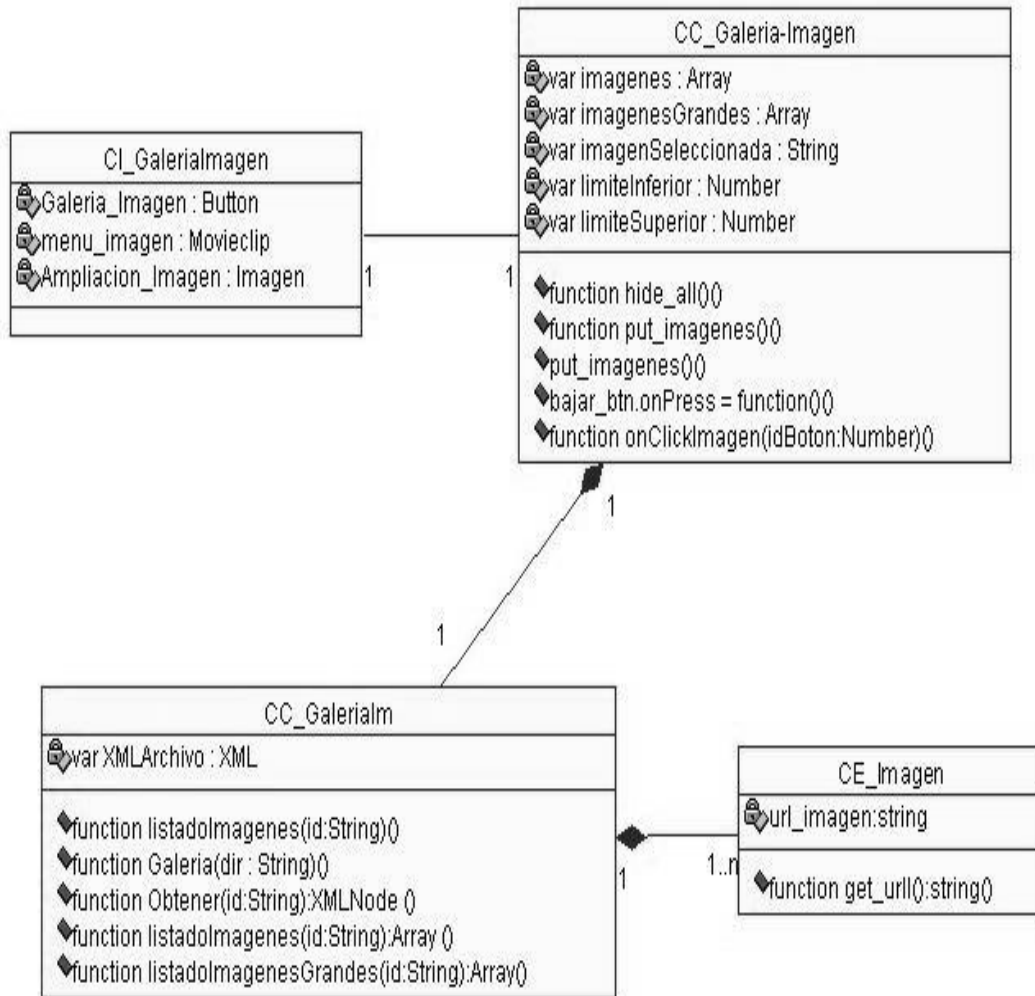 CC_Galeria-Imagen
var imagenes : Array
var imagenesGrandes : Array
var imagenSeleccionada : String
var limiteInferior : Number
var limiteSuperior : Number
function hide_all()()
function put_imagenes()()
put_imagenes()()
bajar_btn.onPress = function()()
function onClickImagen(idBoton:Number)()
CI_GaleriaImagen
Galeria_Imagen : Button
menu_imagen : Movieclip
Ampliacion_Imagen : Imagen
1
1
1
1
CC_GaleriaIm
var XMLArchivo : XML
function listadoImagenes(id:String)()
function Galeria(dir : String)()
function Obtener(id:String):XMLNode ()
function listadoImagenes(id:String):Array ()
function listadoImagenesGrandes(id:String):Array()
1
1..n
CE_Imagen
url_imagen:string
function get_url():string()